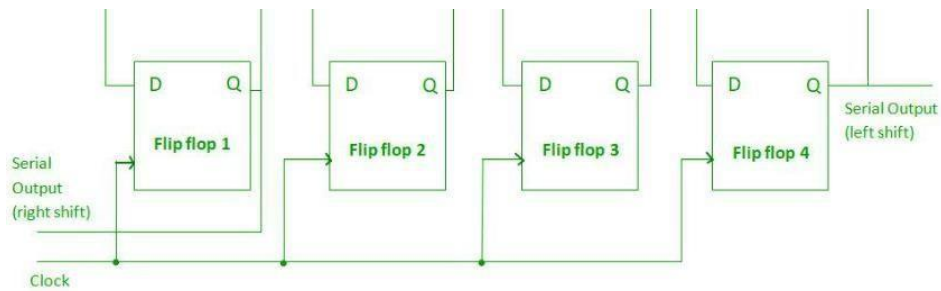 D Q
Flip flop 1
D Q
Flip flop 2
D Q
Flip flop 3
D Q
Flip flop 4
Serial Output
(left shift)
Serial
Output
(right shift)
Clock